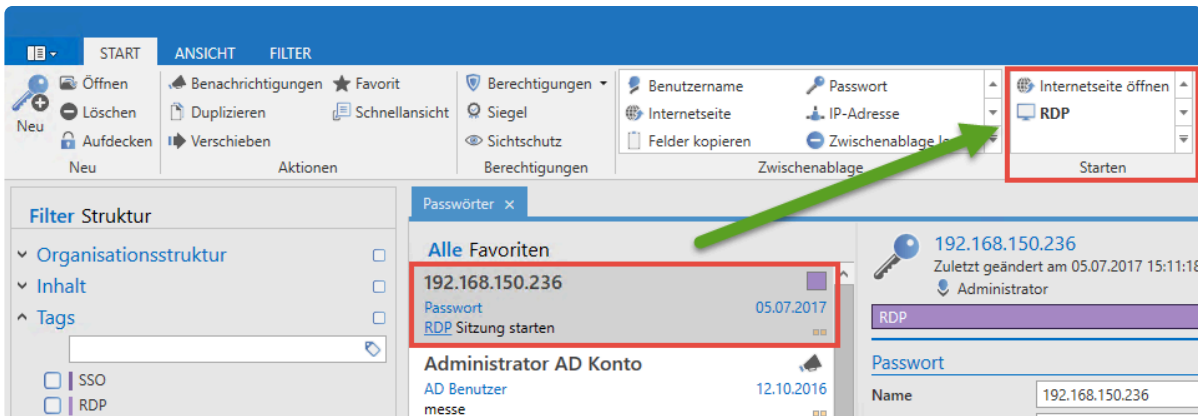 START ANSICHT FILTER
Neu
Öffnen
Löschen
Aufdecken
Neu
Benachrichtigungen Favorit
Duplizieren Schnellansicht
Verschieben
Aktionen
Berechtigungen
Siegel
Sichtschutz
Berechtigungen
Benutzername Passwort
Internetseite IP-Adresse
Felder kopieren Zwischenablage
Zwischenablage
Internetseite öffnen
RDP
Starten
Filter Struktur
Organisationsstruktur
Inhalt
Tags
SSO
RDP
Passwörter ×
Alle Favoriten
192.168.150.236
Passwort 05.07.2017
RDP Sitzung starten
Administrator AD Konto
AD Benutzer 12.10.2016
messe
192.168.150.236
Zuletzt geändert am 05.07.2017 15:11:18
Administrator
RDP
Passwort
Name 192.168.150.236